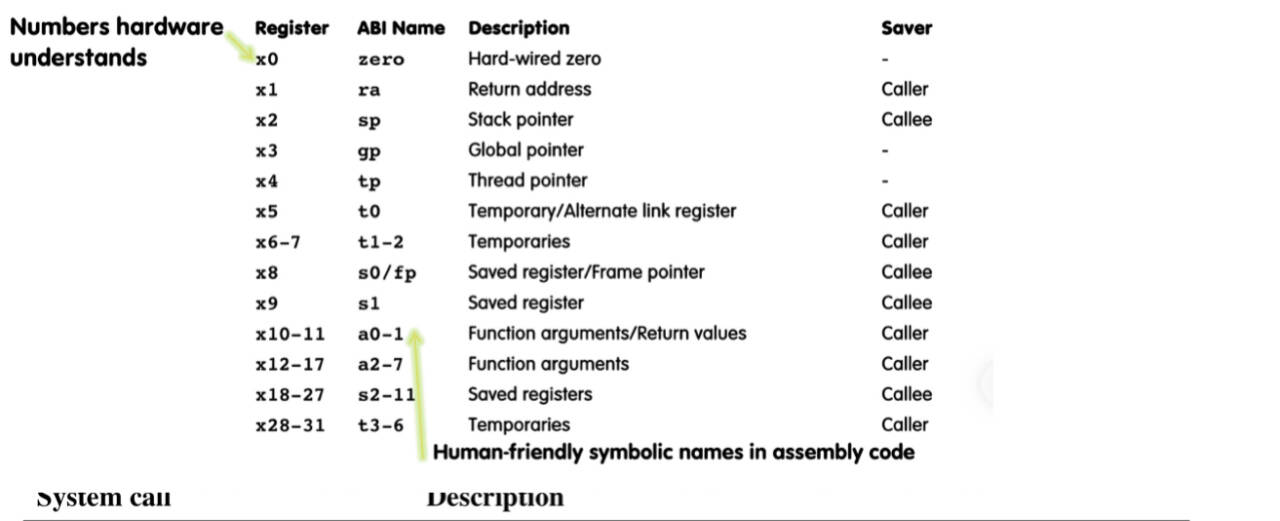 Numbers hardware understands
Register ABI Name Description Saver
x0 zero Hard-wired zero -
x1 ra Return address Caller
x2 sp Stack pointer Callee
x3 gp Global pointer -
x4 tp Thread pointer -
x5 t0 Temporary/Alternate link register Caller
x6-7 t1-2 Temporaries Caller
x8 s0/fp Saved register/Frame pointer Callee
x9 s1 Saved register Callee
x10-11 a0-1 Function arguments/Return values Caller
x12-17 a2-7 Function arguments Caller
x18-27 s2-11 Saved registers Callee
x28-31 t3-6 Temporaries Caller
Human-friendly symbolic names in assembly code
System call Description